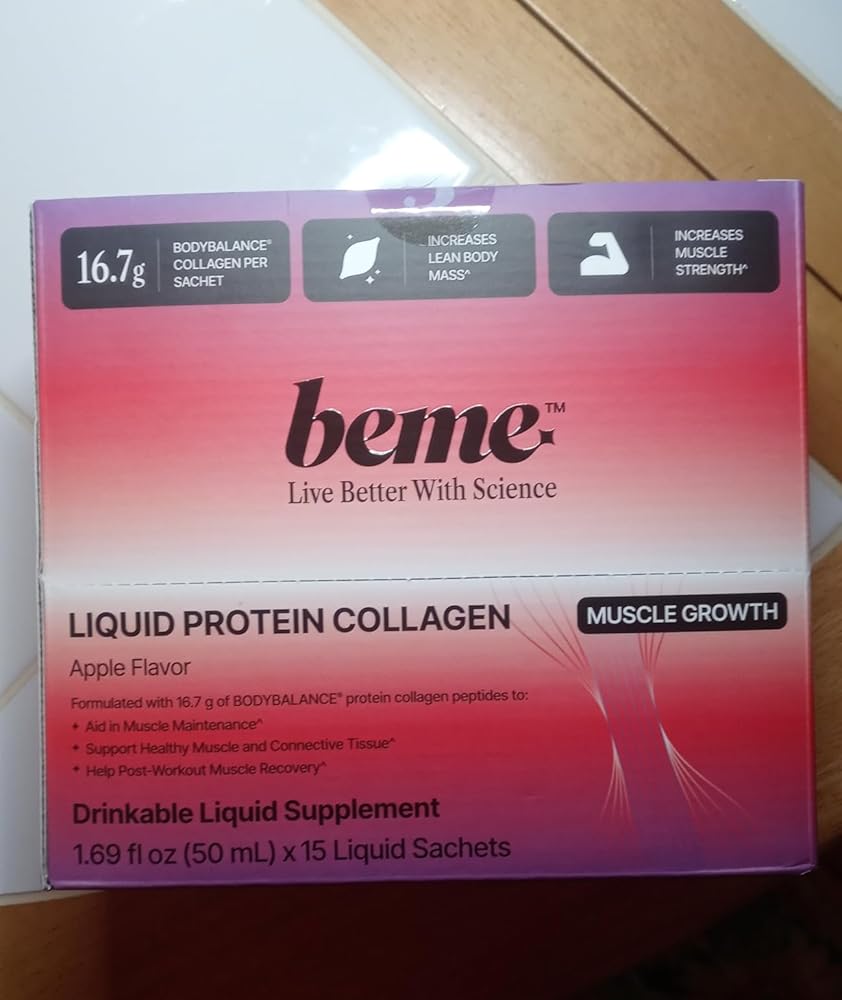 16.7g
BODYBALANCE®
COLLAGEN PER
SACHET
INCREASES
LEAN BODY
MASS^
INCREASES
MUSCLE
STRENGTH^
beme™
Live Better With Science
LIQUID PROTEIN COLLAGEN
MUSCLE GROWTH
Apple Flavor
Formulated with 16.7 g of BODYBALANCE® protein collagen peptides to:
✦ Aid in Muscle Maintenance^
✦ Support Healthy Muscle and Connective Tissue^
✦ Help Post-Workout Muscle Recovery^
Drinkable Liquid Supplement
1.69 fl oz (50 mL) x 15 Liquid Sachets